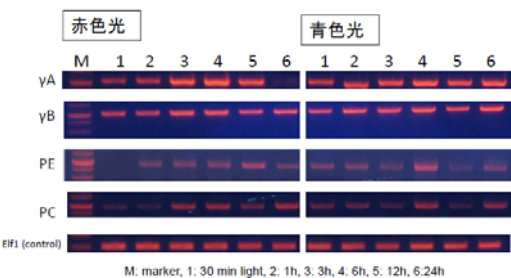 赤色光 青色光
M 1 2 3 4 5 6 1 2 3 4 5 6
γA
γB
PE
PC
Elf1 (control)
M: marker, 1: 30 min light, 2: 1h, 3: 3h, 4: 6h, 5: 12h, 6:24h